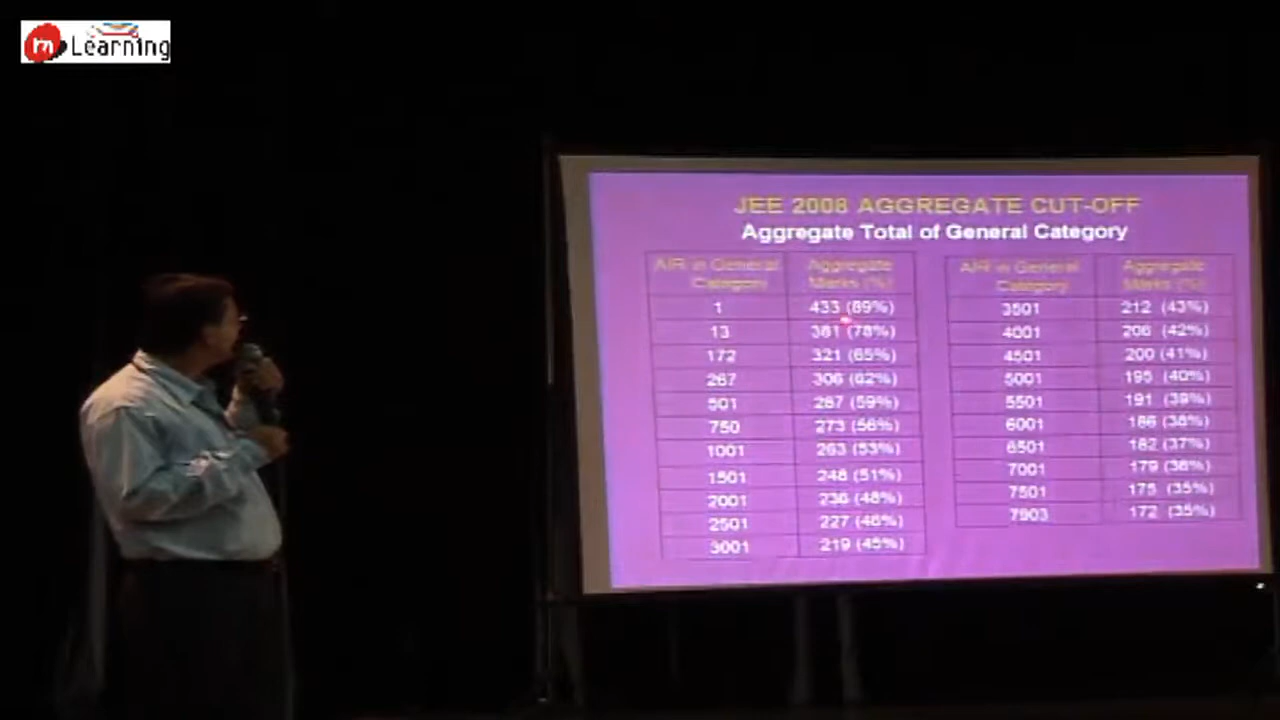 m Learning
JEE 2008 AGGREGATE CUT-OFF
Aggregate Total of General Category
AIR in General Category Aggregate Marks (%)
1 433 (89%)
13 381 (78%)
172 321 (65%)
267 306 (62%)
501 287 (59%)
750 273 (56%)
1001 263 (53%)
1501 248 (51%)
2001 236 (48%)
2501 227 (46%)
3001 219 (45%)
AIR in General Category Aggregate Marks (%)
3501 212 (43%)
4001 206 (42%)
4501 200 (41%)
5001 195 (40%)
5501 191 (39%)
6001 186 (38%)
6501 182 (37%)
7001 179 (36%)
7501 175 (35%)
7903 172 (35%)